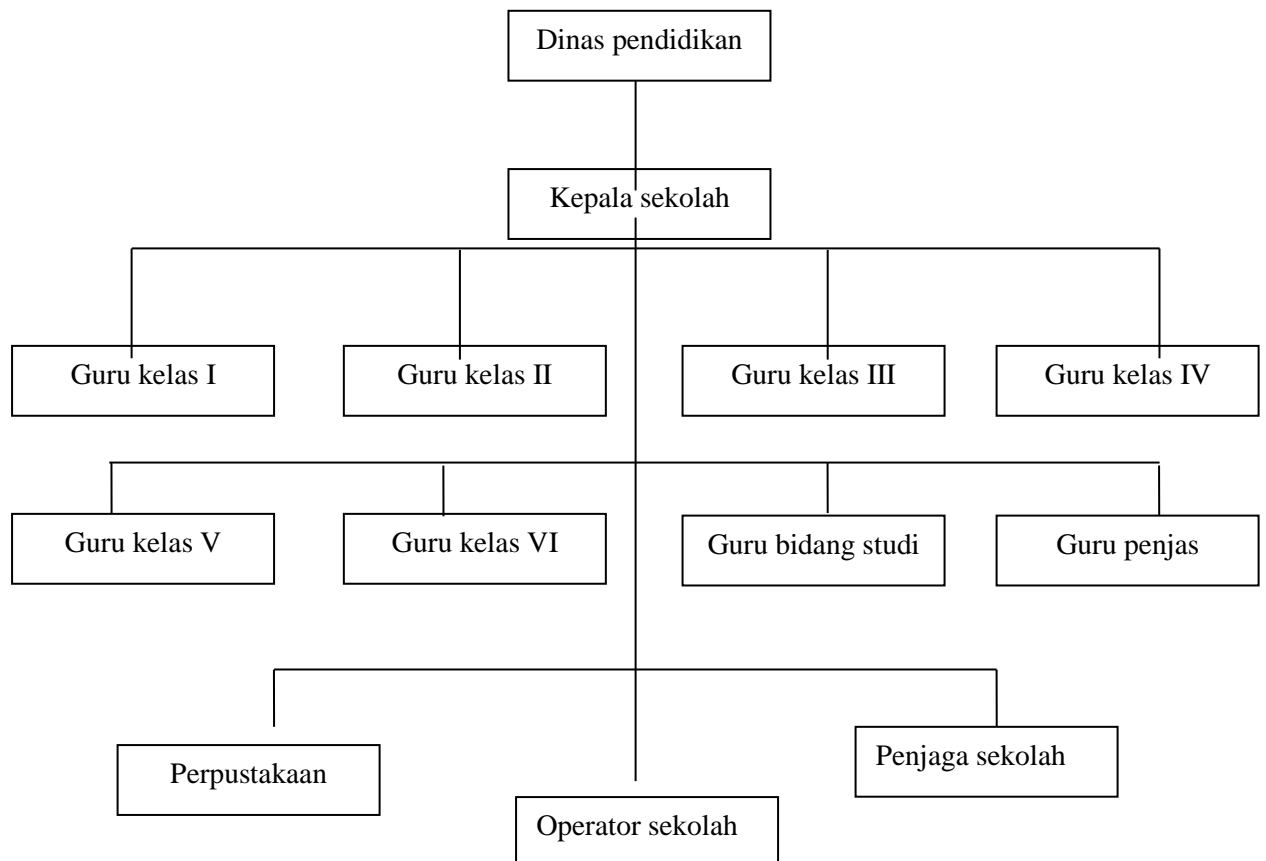 Dinas pendidikan
Kepala sekolah
Guru kelas I
Guru kelas II
Guru kelas III
Guru kelas IV
Guru kelas V
Guru kelas VI
Guru bidang studi
Guru penjas
Perpustakaan
Penjaga sekolah
Operator sekolah